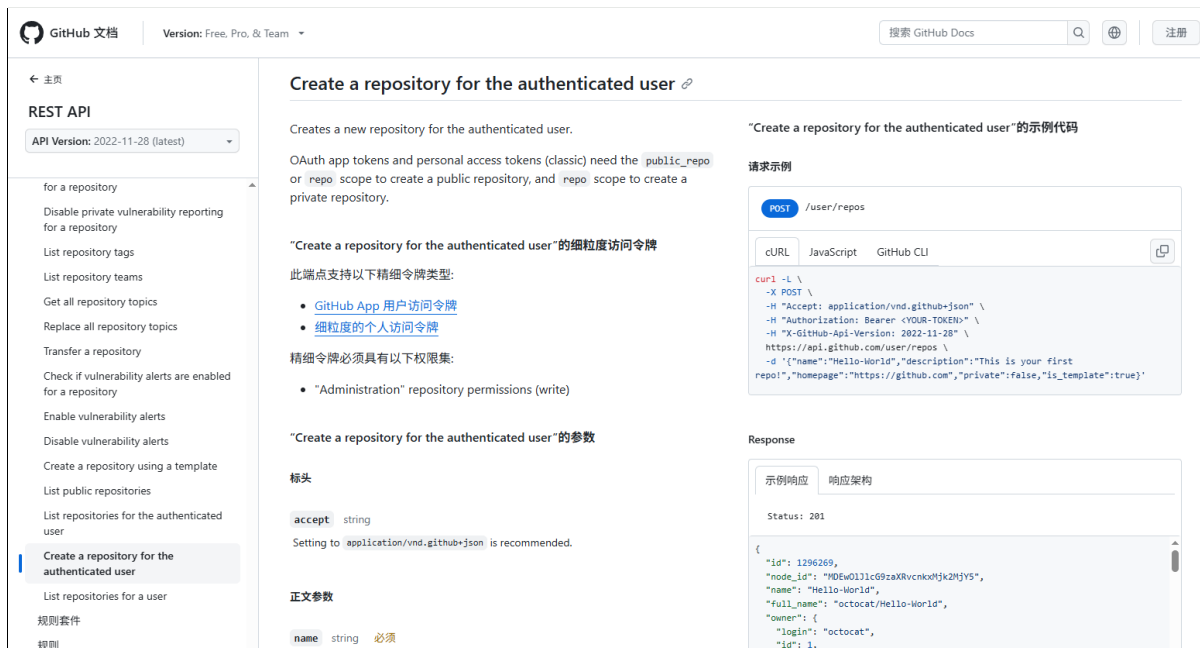 GitHub 文档
Version: Free, Pro, & Team
搜索 GitHub Docs
注册
主页
REST API
API Version: 2022-11-28 (latest)
for a repository
Disable private vulnerability reporting
for a repository
List repository tags
List repository teams
Get all repository topics
Replace all repository topics
Transfer a repository
Check if vulnerability alerts are enabled
for a repository
Enable vulnerability alerts
Disable vulnerability alerts
Create a repository using a template
List public repositories
List repositories for the authenticated
user
Create a repository for the
authenticated user
List repositories for a user
规则套件
规则
Create a repository for the authenticated user
Creates a new repository for the authenticated user.
OAuth app tokens and personal access tokens (classic) need the public_repo
or repo scope to create a public repository, and repo scope to create a
private repository.
“Create a repository for the authenticated user”的细粒度访问令牌
此端点支持以下精细令牌类型:
• GitHub App 用户访问令牌
• 细粒度的个人访问令牌
精细令牌必须具有以下权限集:
• "Administration" repository permissions (write)
“Create a repository for the authenticated user”的参数
标头
accept string
Setting to application/vnd.github+json is recommended.
正文参数
name string 必须
“Create a repository for the authenticated user”的示例代码
请求示例
POST /user/repos
cURL JavaScript GitHub CLI
curl -L \
-X POST \
-H "Accept: application/vnd.github+json" \
-H "Authorization: Bearer <YOUR-TOKEN>" \
-H "X-GitHub-Api-Version: 2022-11-28" \
https://api.github.com/user/repos \
-d '{"name":"Hello-World","description":"This is your first
repo!","homepage":"https://github.com","private":false,"is_template":true}'
Response
示例响应 响应架构
Status: 201
{
"id": 1296269,
"node_id": "MDEwOlJlcG9zaXRvcnkxMjk2MjY5",
"name": "Hello-World",
"full_name": "octocat/Hello-World",
"owner": {
"login": "octocat",
"id": 1,